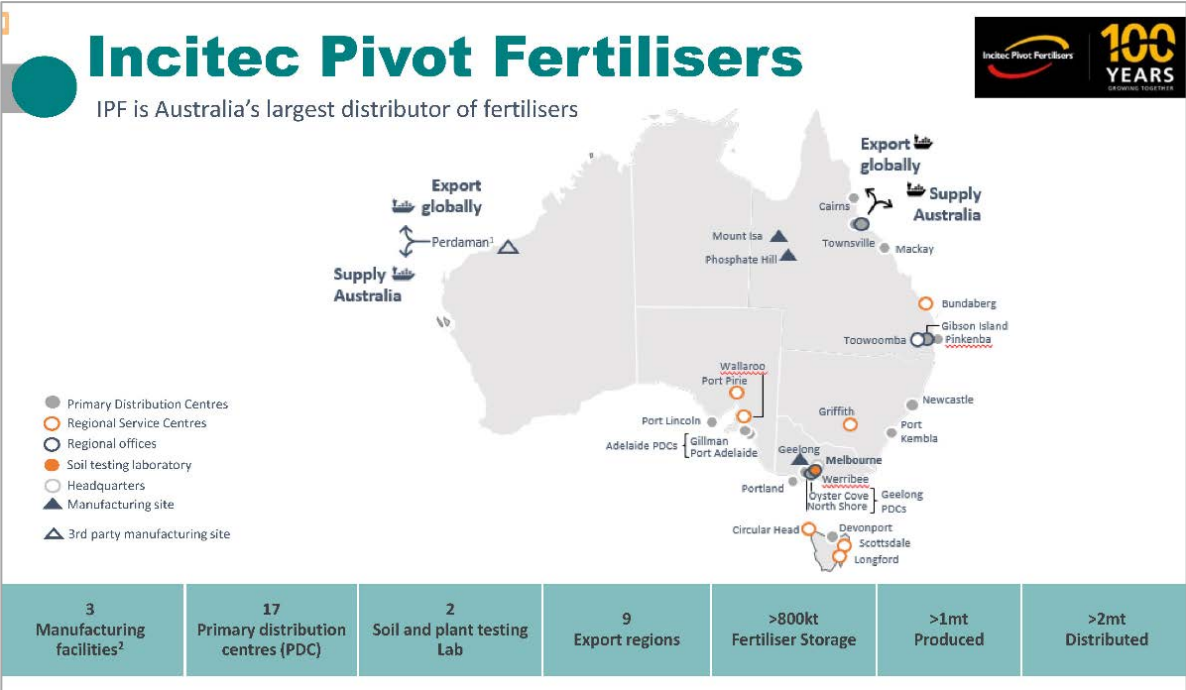 Incitec Pivot Fertilisers
IPF is Australia's largest distributor of fertilisers
Incitec Pivot Fertilisers
100
YEARS
GROWING TOGETHER
Export
globally
Perdaman1
Supply
Australia
Export
globally
Supply
Australia
Cairns
Townsville
Mackay
Mount Isa
Phosphate Hill
Bundaberg
Gibson Island
Toowoomba
Pinkenba
Wallaroo
Port Pirie
Port Lincoln
Adelaide PDCs
Gillman
Port Adelaide
Griffith
Newcastle
Port
Kembla
Geelong
Melbourne
Werribee
Portland
Oyster Cove
North Shore
Geelong
PDCs
Circular Head
Devonport
Scottsdale
Longford
Primary Distribution Centres
Regional Service Centres
Regional offices
Soil testing laboratory
Headquarters
Manufacturing site
3rd party manufacturing site
3
Manufacturing
facilities2
17
Primary distribution
centres (PDC)
2
Soil and plant testing
Lab
9
Export regions
>800kt
Fertiliser Storage
>1mt
Produced
>2mt
Distributed